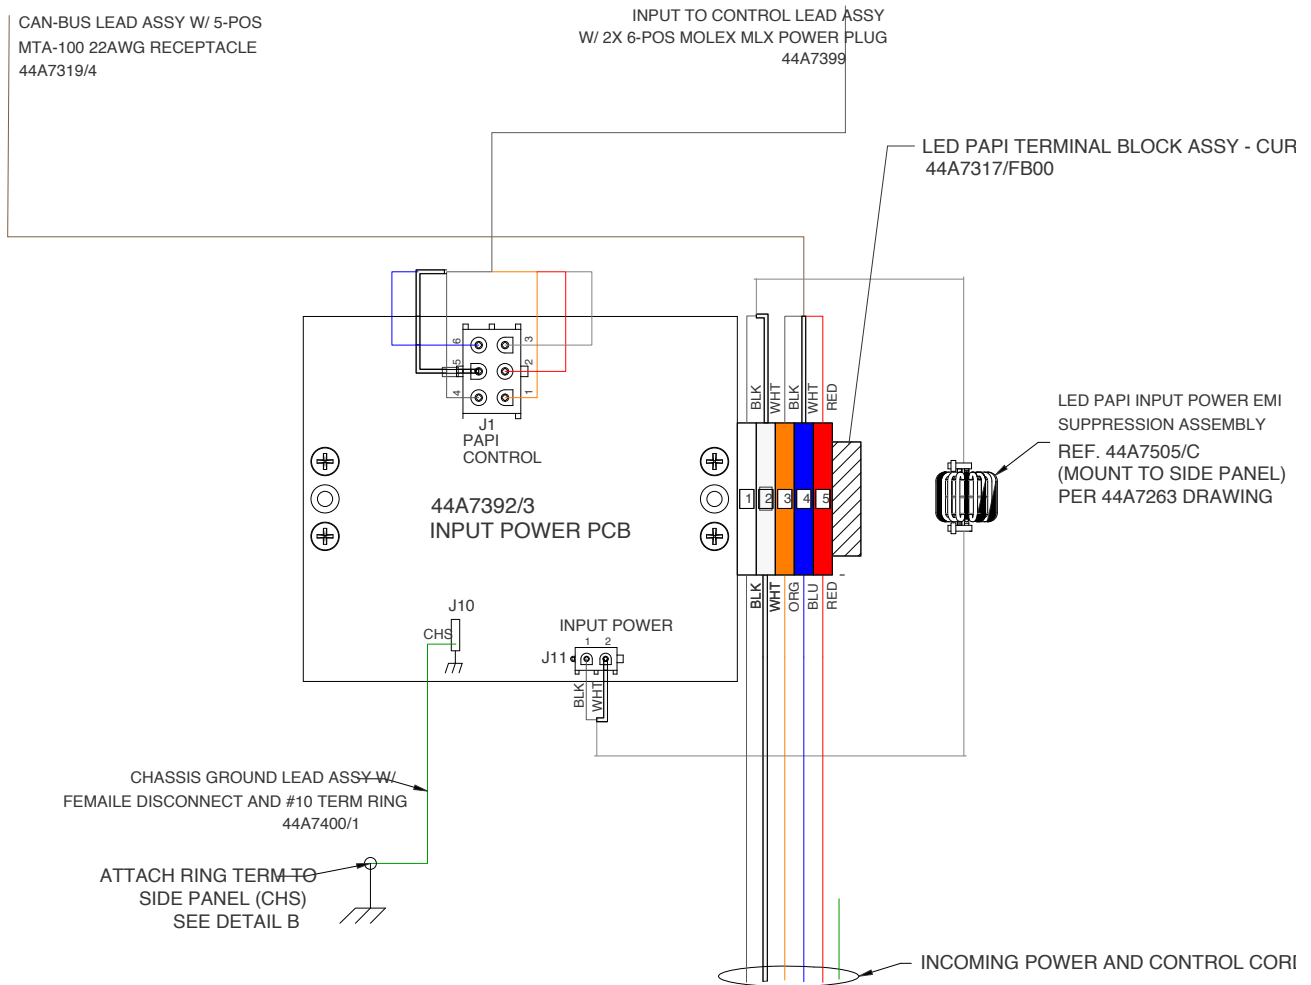 CAN-BUS LEAD ASSY W/ 5-POS
MTA-100 22AWG RECEPTACLE
44A7319/4
INPUT TO CONTROL LEAD ASSY
W/ 2X 6-POS MOLEX MLX POWER PLUG
44A7399
LED PAPI TERMINAL BLOCK ASSY - CUR
44A7317/FB00
6
3
5
2
4
1
J1
PAPI
CONTROL
BLK
WHT
BLK
WHT
RED
LED PAPI INPUT POWER EMI
SUPPRESSION ASSEMBLY
REF. 44A7505/C
(MOUNT TO SIDE PANEL)
PER 44A7263 DRAWING
1
2
3
4
5
44A7392/3
INPUT POWER PCB
BLK
WHT
ORG
BLU
RED
J10
CHS
INPUT POWER
1 2
J11
BLK
WHT
CHASSIS GROUND LEAD ASSY W/
FEMAILE DISCONNECT AND #10 TERM RING
44A7400/1
ATTACH RING TERM TO
SIDE PANEL (CHS)
SEE DETAIL B
INCOMING POWER AND CONTROL CORD